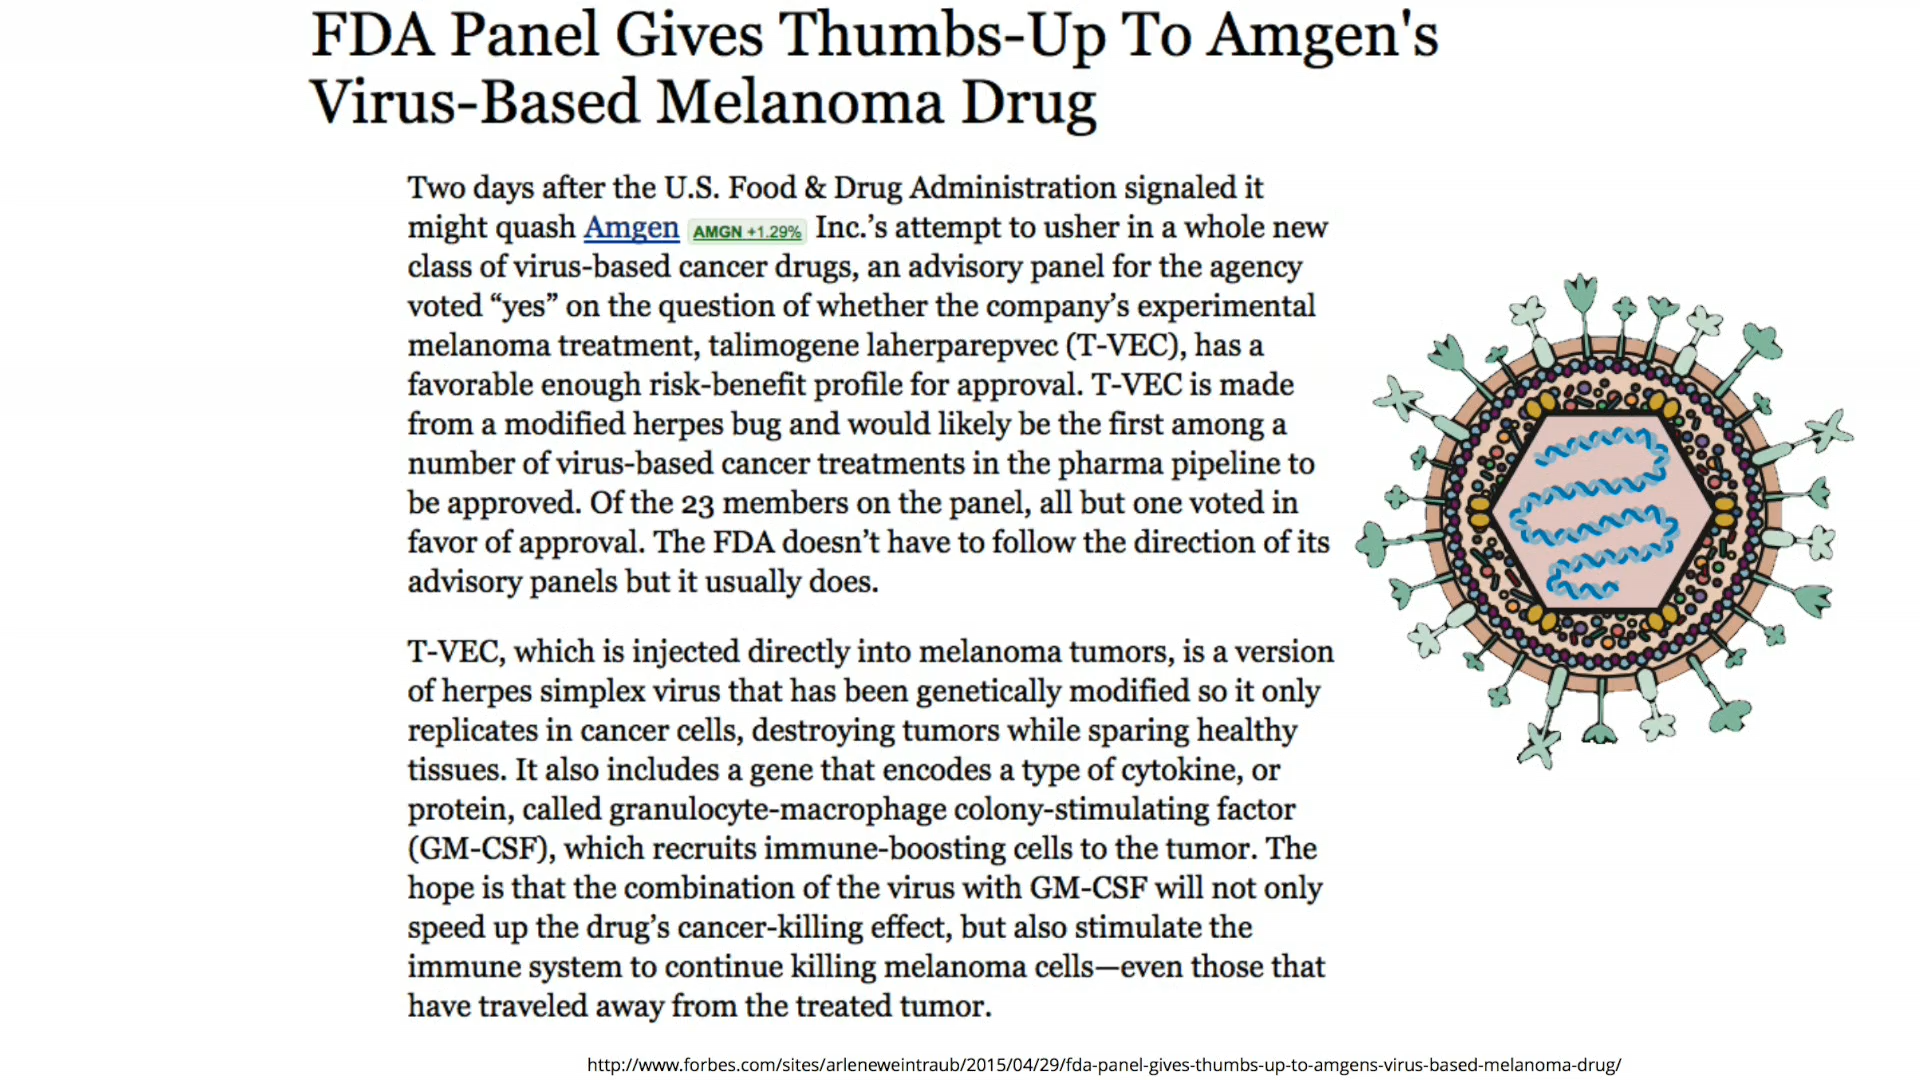 FDA Panel Gives Thumbs-Up To Amgen's
Virus-Based Melanoma Drug
Two days after the U.S. Food & Drug Administration signaled it
might quash Amgen AMGN +1.29% Inc.’s attempt to usher in a whole new
class of virus-based cancer drugs, an advisory panel for the agency
voted “yes” on the question of whether the company’s experimental
melanoma treatment, talimogene laherparepvec (T-VEC), has a
favorable enough risk-benefit profile for approval. T-VEC is made
from a modified herpes bug and would likely be the first among a
number of virus-based cancer treatments in the pharma pipeline to
be approved. Of the 23 members on the panel, all but one voted in
favor of approval. The FDA doesn’t have to follow the direction of its
advisory panels but it usually does.
T-VEC, which is injected directly into melanoma tumors, is a version
of herpes simplex virus that has been genetically modified so it only
replicates in cancer cells, destroying tumors while sparing healthy
tissues. It also includes a gene that encodes a type of cytokine, or
protein, called granulocyte-macrophage colony-stimulating factor
(GM-CSF), which recruits immune-boosting cells to the tumor. The
hope is that the combination of the virus with GM-CSF will not only
speed up the drug’s cancer-killing effect, but also stimulate the
immune system to continue killing melanoma cells—even those that
have traveled away from the treated tumor.
http://www.forbes.com/sites/arleneweintraub/2015/04/29/fda-panel-gives-thumbs-up-to-amgens-virus-based-melanoma-drug/